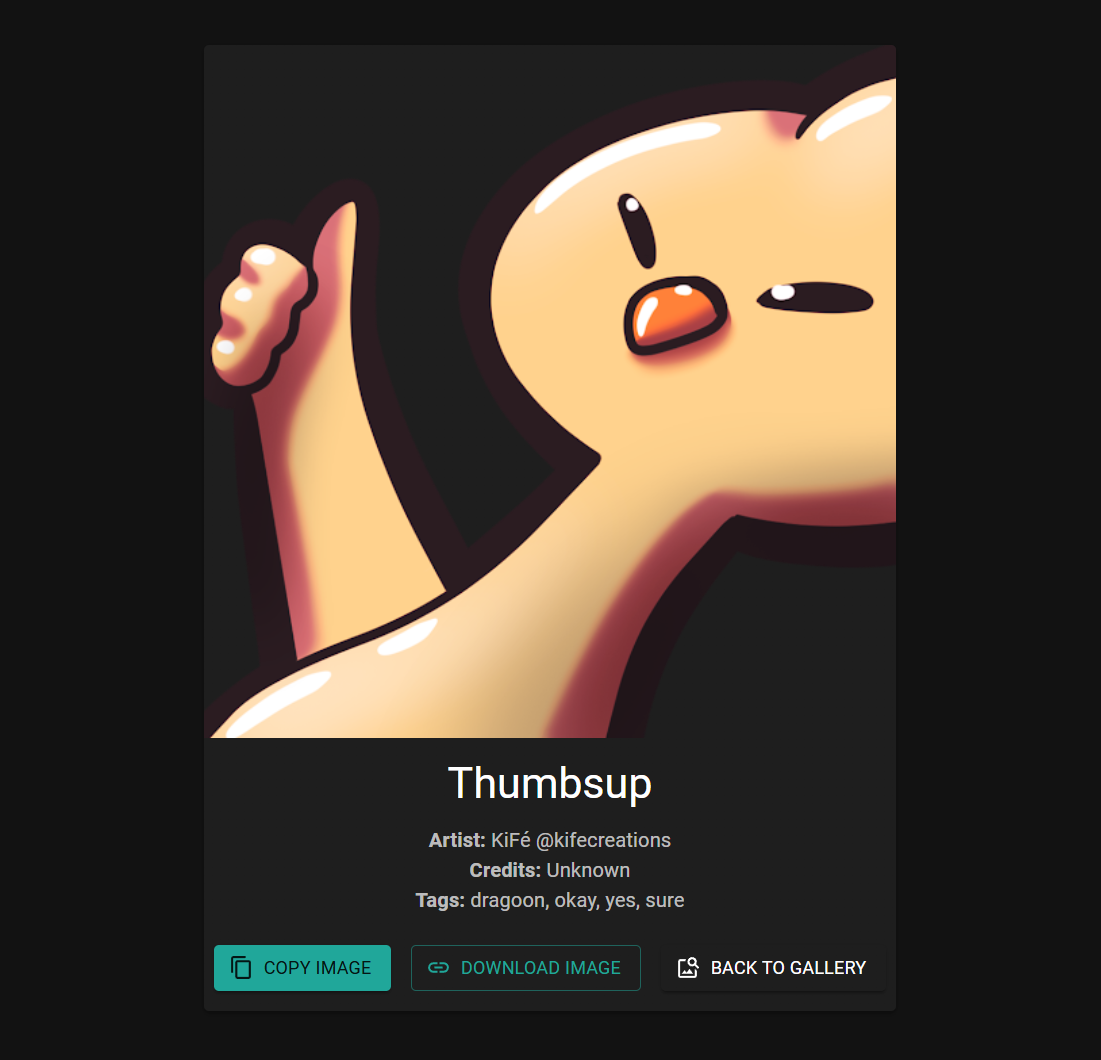 Thumbsup
Artist: KiFé @kifecreations
Credits: Unknown
Tags: dragoon, okay, yes, sure
COPY IMAGE
DOWNLOAD IMAGE
BACK TO GALLERY